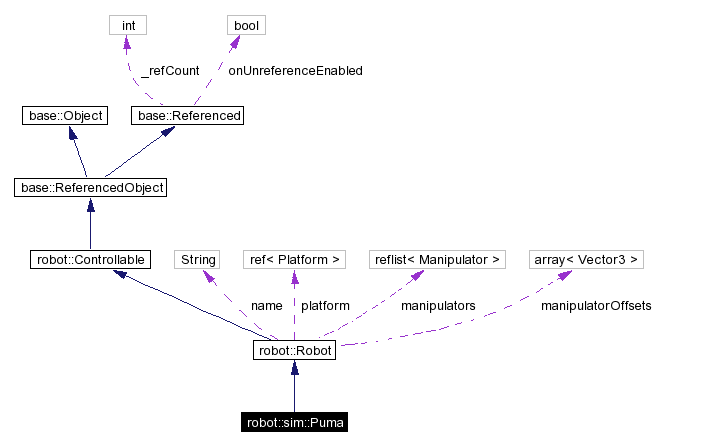 int
bool
_refCount
onUnreferenceEnabled
base::Object
base::Referenced
base::ReferencedObject
robot::Controllable
String
ref< Platform >
reflist< Manipulator >
array< Vector3 >
name
platform
manipulators
manipulatorOffsets
robot::Robot
robot::sim::Puma